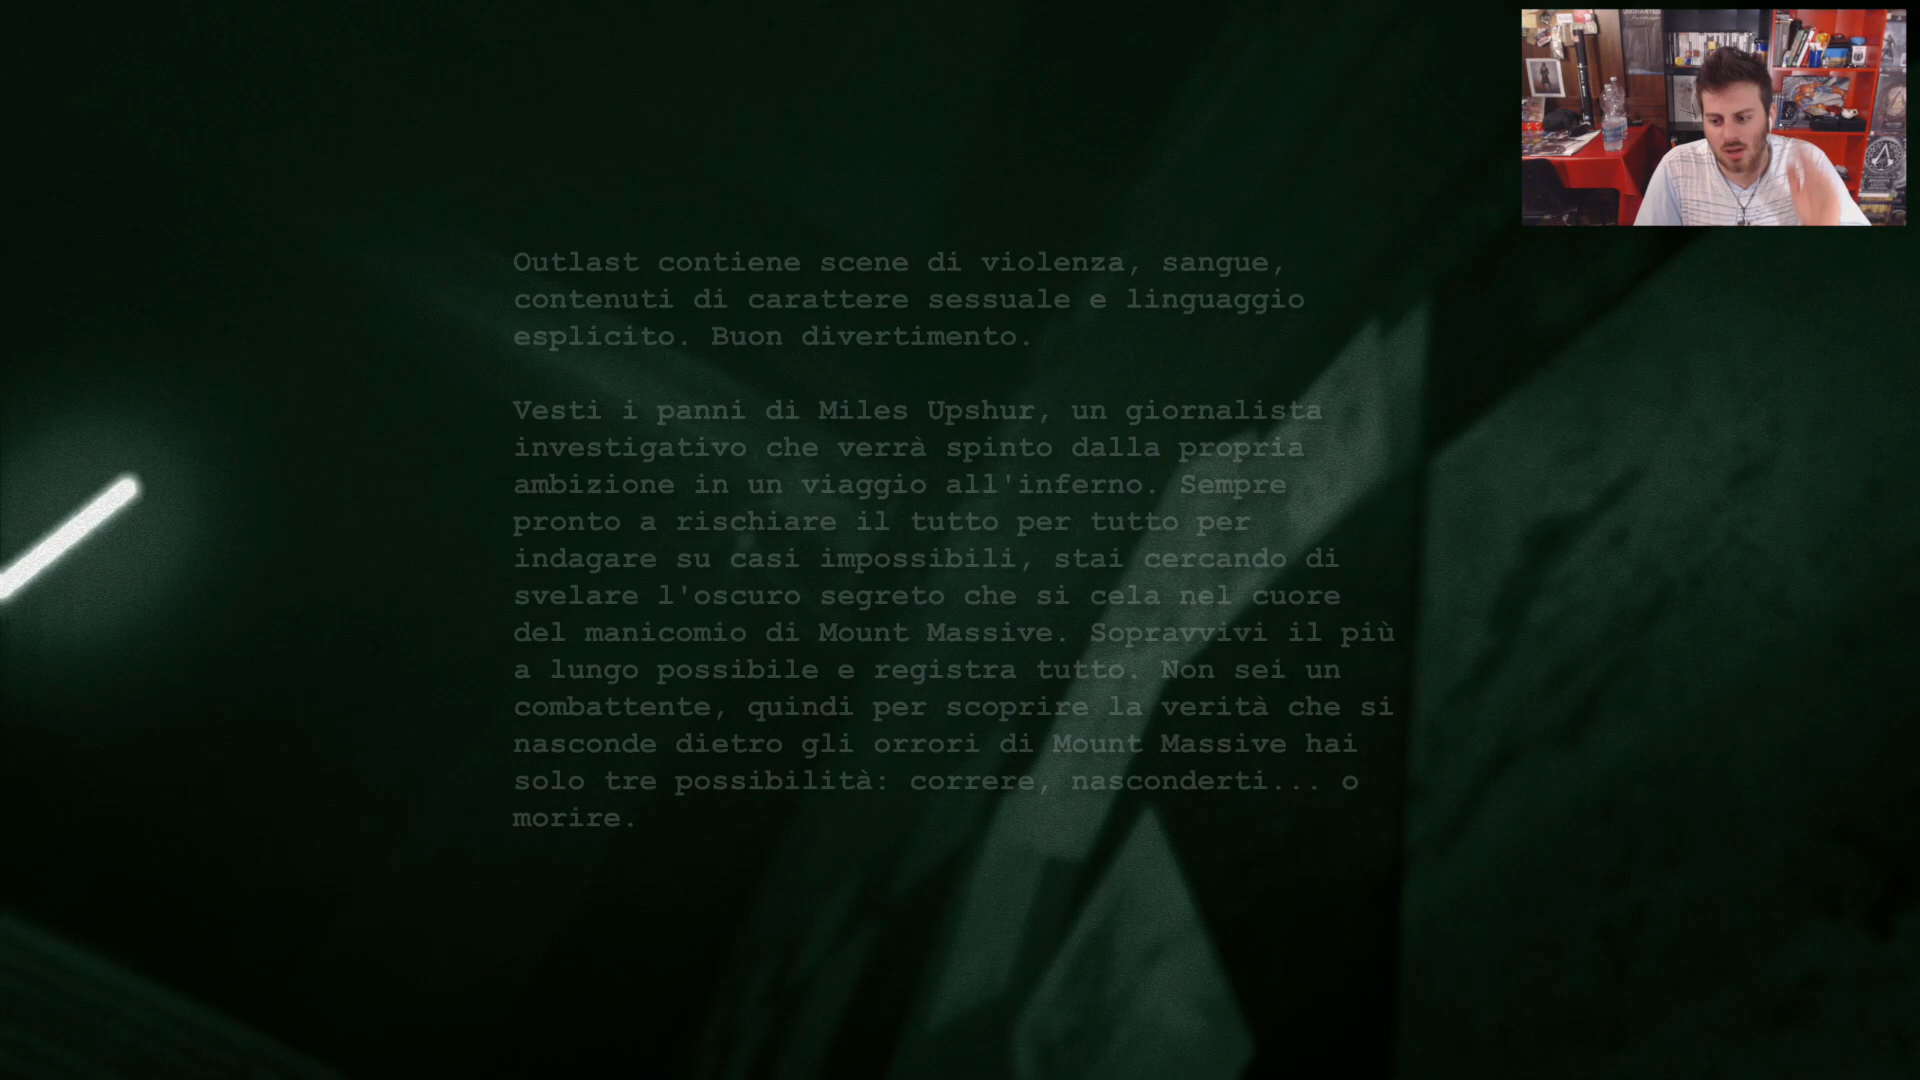 Outlast contiene scene di violenza, sangue,
contenuti di carattere sessuale e linguaggio
esplicito. Buon divertimento.
Vesti i panni di Miles Upshur, un giornalista
investigativo che verrà spinto dalla propria
ambizione in un viaggio all'inferno. Sempre
pronto a rischiare il tutto per tutto per
indagare su casi impossibili, stai cercando di
svelare l'oscuro segreto che si cela nel cuore
del manicomio di Mount Massive. Sopravvivi il più
a lungo possibile e registra tutto. Non sei un
combattente, quindi per scoprire la verità che si
nasconde dietro gli orrori di Mount Massive hai
solo tre possibilità: correre, nasconderti... o
morire.